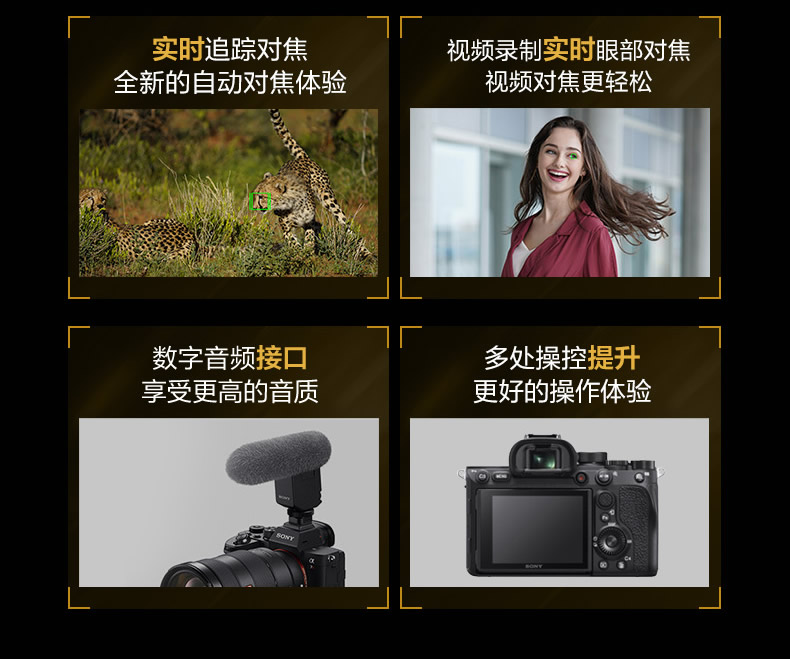 实时追踪对焦
全新的自动对焦体验
视频录制实时眼部对焦
视频对焦更轻松
数字音频接口
享受更高的音质
SONY
SONY
多处操控提升
更好的操作体验
SONY